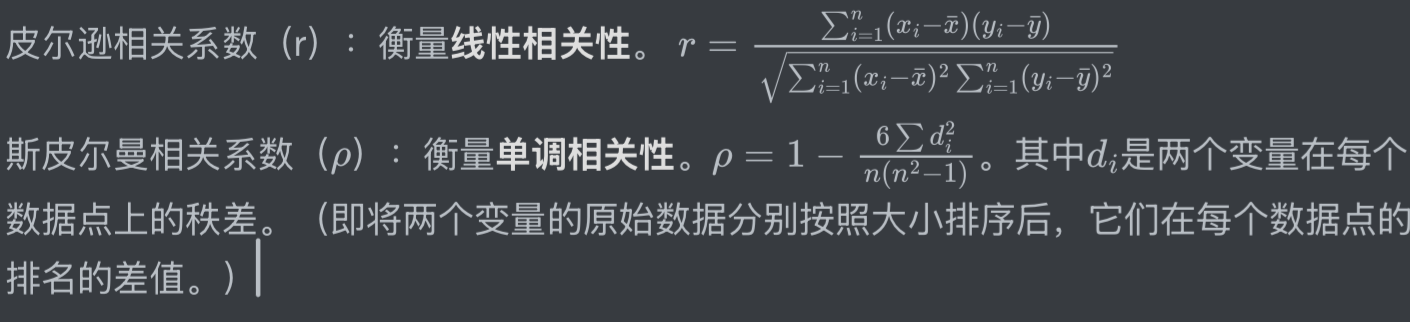 皮尔逊相关系数（r）：衡量线性相关性。 $r = \frac{\sum_{i=1}^{n}(x_i-\bar{x})(y_i-\bar{y})}{\sqrt{\sum_{i=1}^{n}(x_i-\bar{x})^2\sum_{i=1}^{n}(y_i-\bar{y})^2}}$
斯皮尔曼相关系数（$\rho$）：衡量单调相关性。$\rho = 1 - \frac{6\sum d_i^2}{n(n^2-1)}$。其中$d_i$是两个变量在每个
数据点上的秩差。（即将两个变量的原始数据分别按照大小排序后，它们在每个数据点的
排名的差值。）